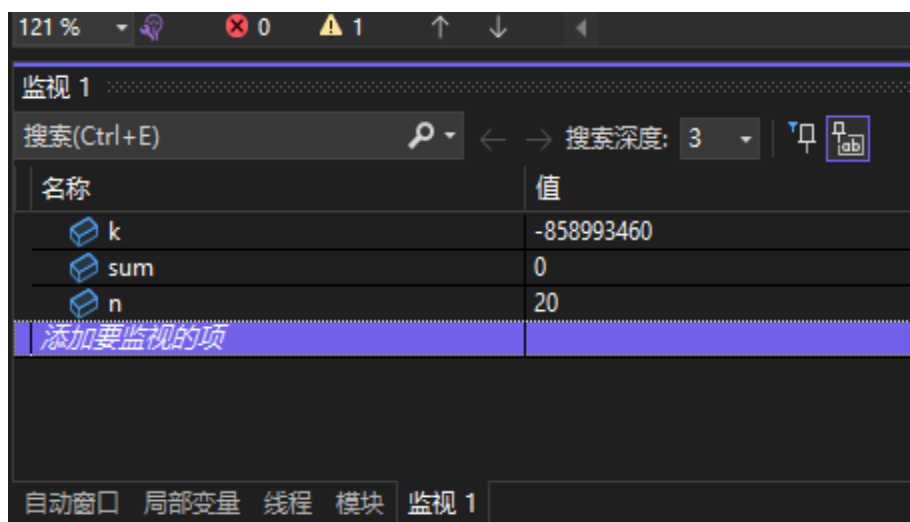 121 % 0 1
监视 1
搜索(Ctrl+E) 搜索深度: 3
名称 值
k -858993460
sum 0
n 20
添加要监视的项
自动窗口 局部变量 线程 模块 监视 1